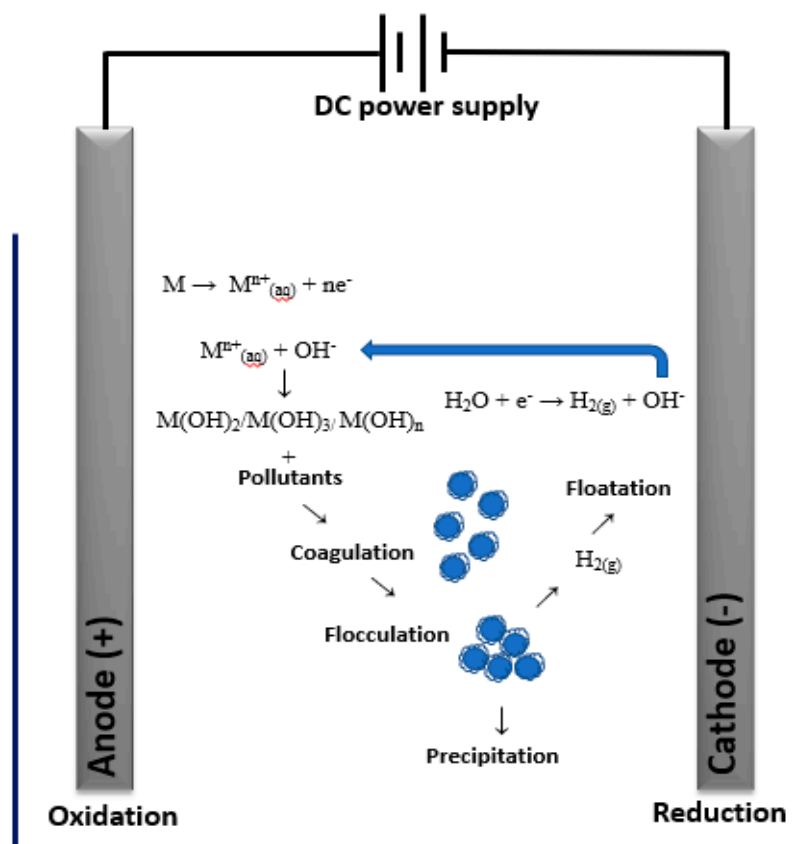 DC power supply
M → Mⁿ⁺(aq) + ne⁻
Mⁿ⁺(aq) + OH⁻
↓
H₂O + e⁻ → H₂(g) + OH⁻
M(OH)₂/M(OH)₃/ M(OH)ₙ
+
Pollutants
Floatation
Coagulation
H₂(g)
Flocculation
Precipitation
Anode (+)
Cathode (-)
Oxidation
Reduction